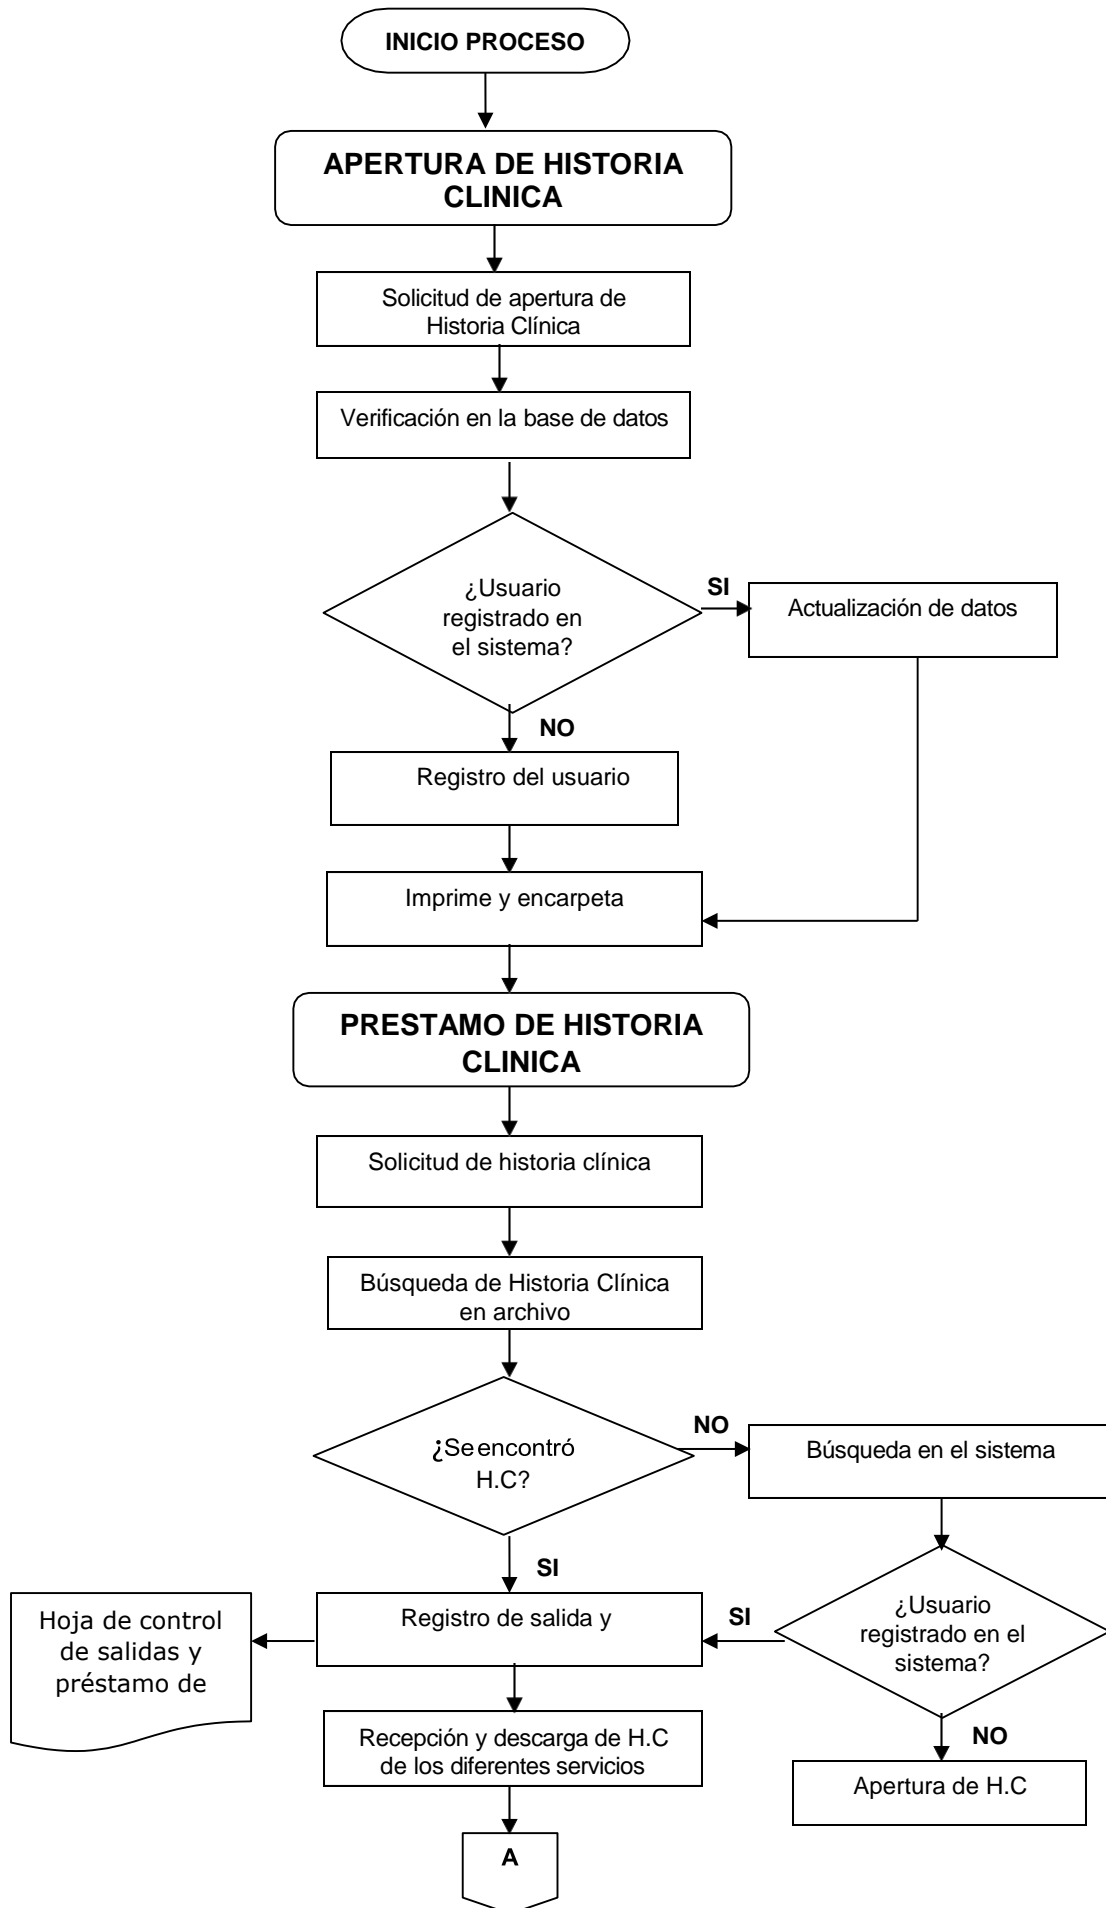 INICIO PROCESO
APERTURA DE HISTORIA
CLINICA
Solicitud de apertura de
Historia Clínica
Verificación en la base de datos
¿Usuario
registrado en
el sistema?
SI
Actualización de datos
NO
Registro del usuario
Imprime y encarpeta
PRESTAMO DE HISTORIA
CLINICA
Solicitud de historia clínica
Búsqueda de Historia Clínica
en archivo
¿Se encontró
H.C?
NO
Búsqueda en el sistema
SI
Hoja de control
de salidas y
préstamo de
Registro de salida y
SI
¿Usuario
registrado en el
sistema?
Recepción y descarga de H.C
de los diferentes servicios
NO
Apertura de H.C
A